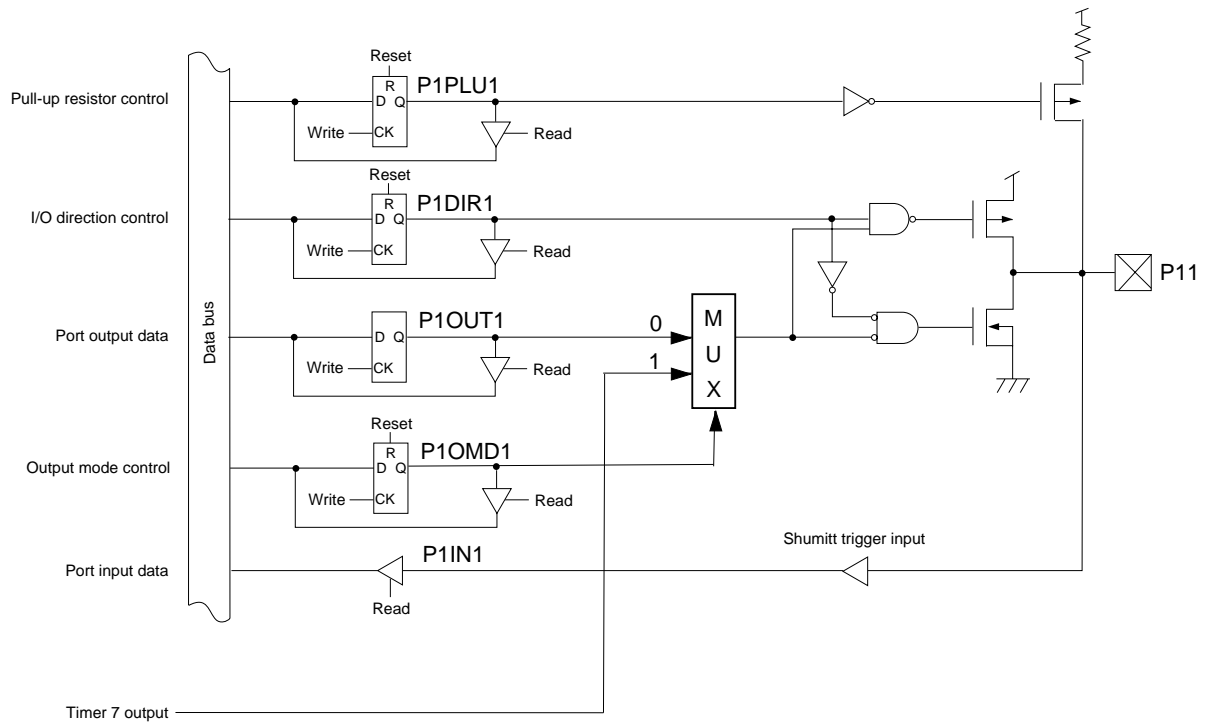 Reset
Pull-up resistor control
R
P1PLU1
D Q
Write
CK
Read
Reset
I/O direction control
R
P1DIR1
D Q
Write
CK
Read
P11
Port output data
Data bus
D Q
P1OUT1
Write
CK
Read
0
1
M
U
X
Reset
Output mode control
R
P1OMD1
D Q
Write
CK
Read
Shumitt trigger input
Port input data
P1IN1
Read
Timer 7 output